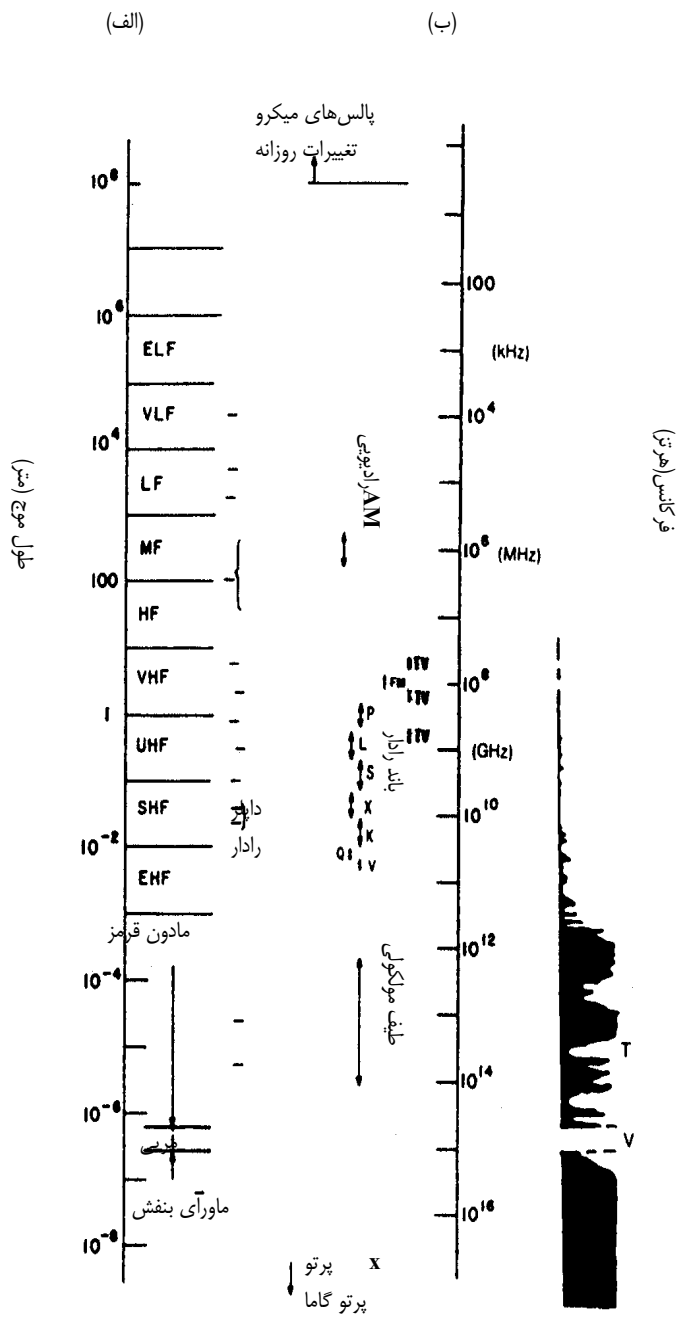 (الف)
(ب)
پالس‌های میکرو
تغییرات روزانه
طول موج (متر)
10⁸
10⁶
10⁴
100
1
10⁻²
10⁻⁴
10⁻⁶
10⁻⁸
ELF
VLF
LF
MF
HF
VHF
UHF
SHF
EHF
مادون قرمز
مریی
ماورای بنفش
داپلر
رادار
رادیویی AM
FM
P
L
S
X
K
Q
V
باند رادار
طیف مولکولی
پرتو x
پرتو گاما
100
(kHz)
10⁴
10⁶ (MHz)
10⁸
(GHz)
10¹⁰
10¹²
10¹⁴
10¹⁶
فرکانس (هرتز)
T
V